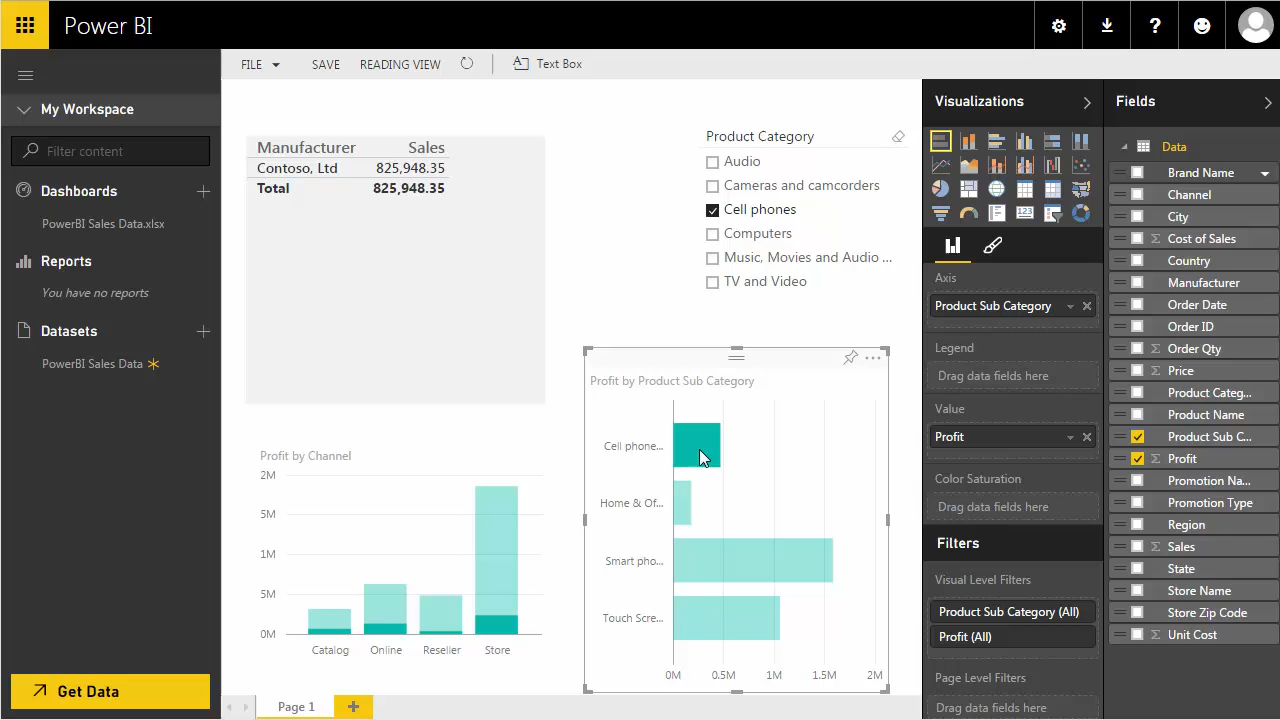 Power BI
?
FILE
SAVE
READING VIEW
Text Box
My Workspace
Filter content
Dashboards
PowerBI Sales Data.xlsx
Reports
You have no reports
Datasets
PowerBI Sales Data
Get Data
Manufacturer Sales
Contoso, Ltd 825,948.35
Total 825,948.35
Product Category
Audio
Cameras and camcorders
Cell phones
Computers
Music, Movies and Audio ...
TV and Video
Profit by Channel
2M
5M
1M
5M
0M
Catalog Online Reseller Store
Profit by Product Sub Category
Cell phone...
Home & Of...
Smart pho...
Touch Scre...
0M 0.5M 1M 1.5M 2M
Page 1
Visualizations
123
Axis
Product Sub Category
Legend
Drag data fields here
Value
Profit
Color Saturation
Drag data fields here
Filters
Visual Level Filters
Product Sub Category (All)
Profit (All)
Page Level Filters
Drag data fields here
Fields
Data
Brand Name
Channel
City
Σ Cost of Sales
Country
Manufacturer
Order Date
Order ID
Σ Order Qty
Σ Price
Product Categ...
Product Name
Product Sub C...
Σ Profit
Promotion Na...
Promotion Type
Region
Σ Sales
State
Store Name
Store Zip Code
Σ Unit Cost